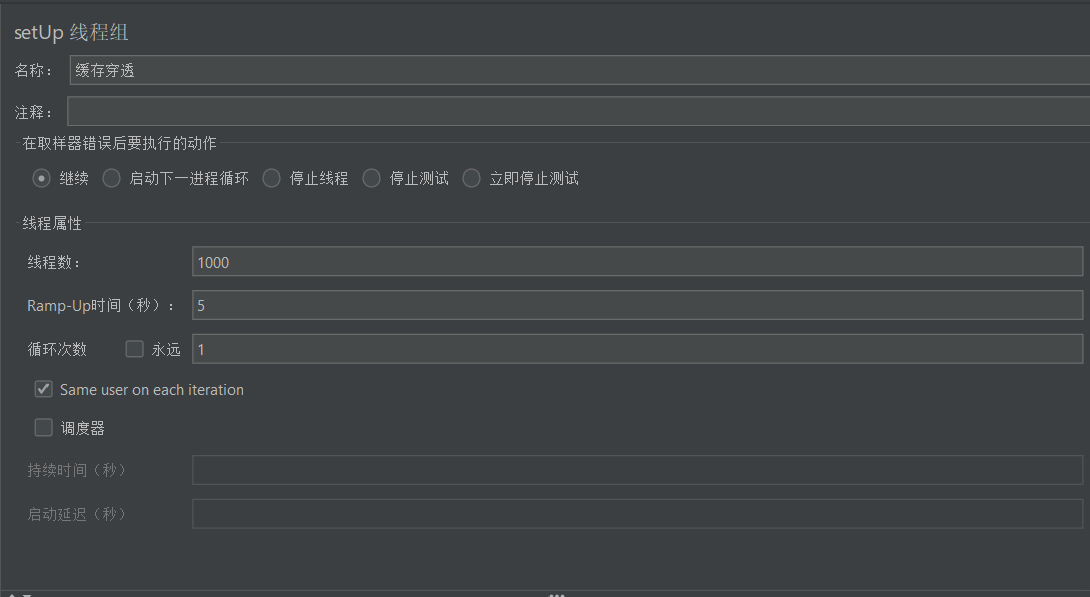 setUp 线程组
名称： 缓存穿透
注释：
在取样器错误后要执行的动作
继续 启动下一进程循环 停止线程 停止测试 立即停止测试
线程属性
线程数： 1000
Ramp-Up时间（秒）： 5
循环次数 永远 1
Same user on each iteration
调度器
持续时间（秒）
启动延迟（秒）